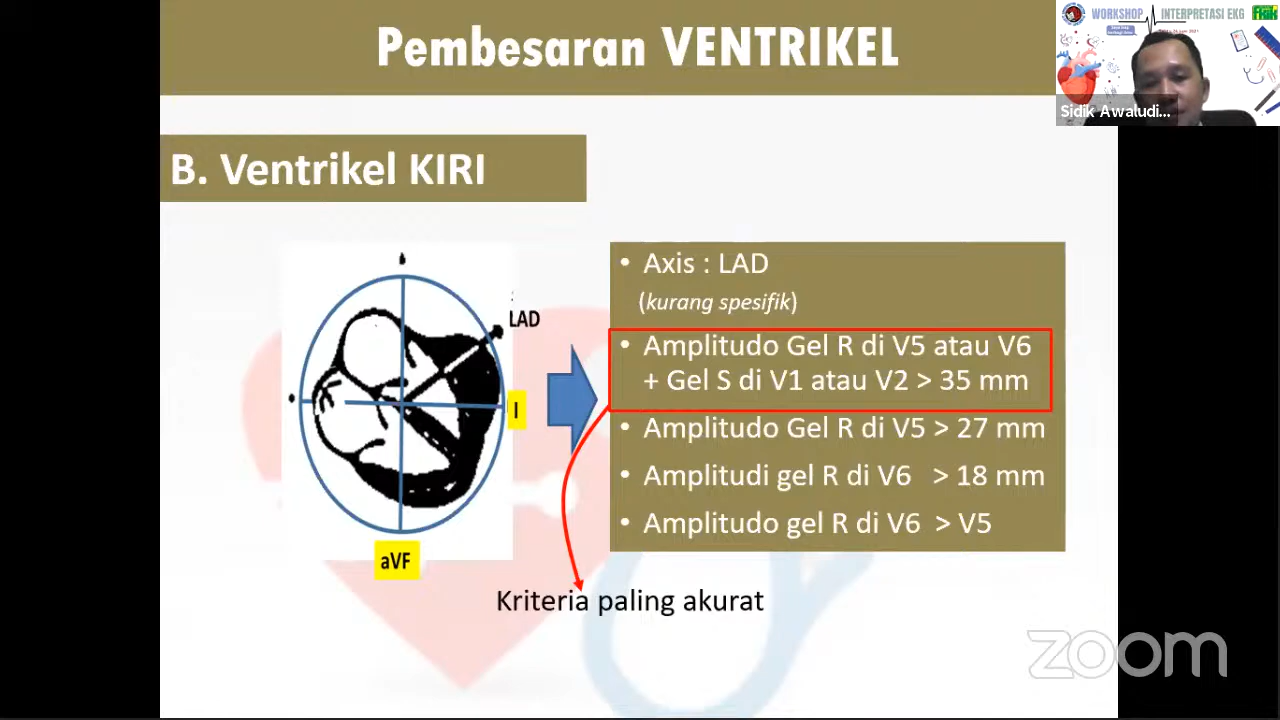 Pembesaran VENTRIKEL
WORKSHOP INTERPRETASI EKG
Sidik Awaludi...
B. Ventrikel KIRI
LAD
I
aVF
• Axis : LAD
(kurang spesifik)
• Amplitudo Gel R di V5 atau V6
+ Gel S di V1 atau V2 > 35 mm
• Amplitudo Gel R di V5 > 27 mm
• Amplitudi gel R di V6 > 18 mm
• Amplitudo gel R di V6 > V5
Kriteria paling akurat
zoom